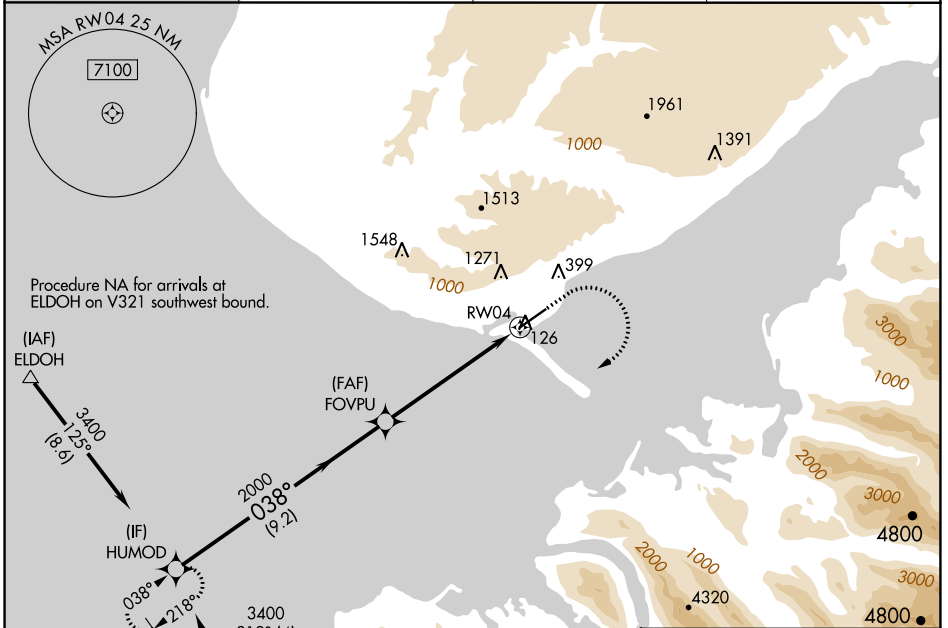 MSA RW04 25 NM
7100
1961
1000
1391
1513
1548
1271
399
1000
Procedure NA for arrivals at
ELDOH on V321 southwest bound.
RW04
126
(IAF)
ELDOH
3000
1000
(FAF)
FOVPU
3400
125°
(8.6)
2000
038°
(9.2)
2000
3000
4800
(IF)
HUMOD
2000
1000
3000
038°
218°
3400
4320
4800